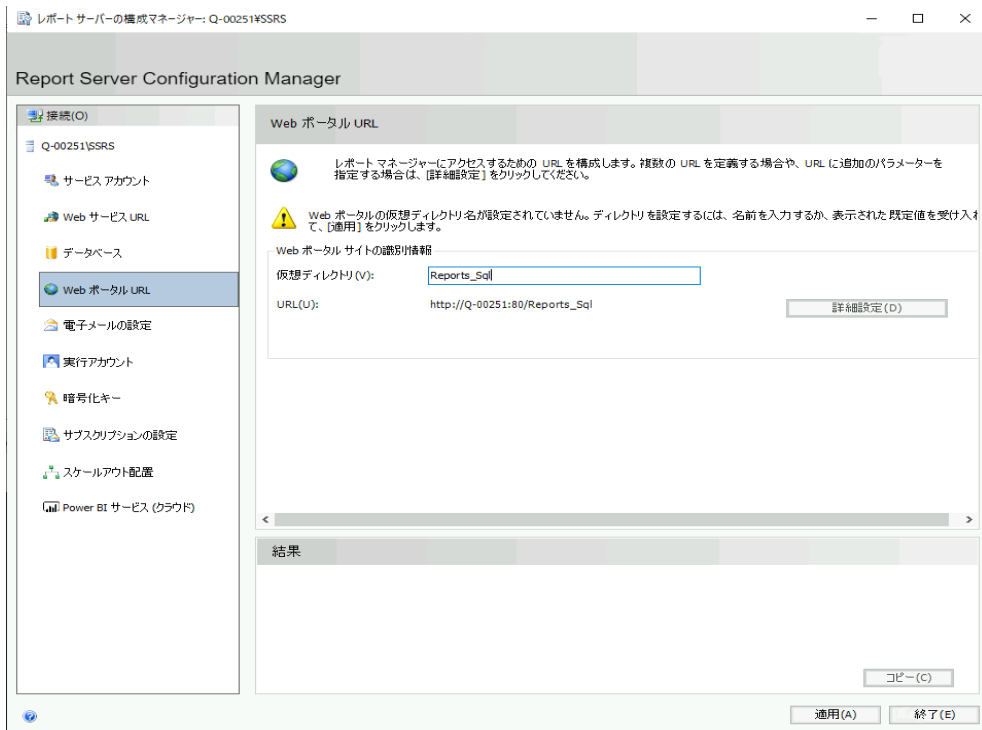 レポート サーバーの構成マネージャー: Q-00251¥SSRS
Report Server Configuration Manager
接続(O)
Q-00251\SSRS
サービス アカウント
Web サービス URL
データベース
Web ポータル URL
電子メールの設定
実行アカウント
暗号化キー
サブスクリプションの設定
スケールアウト配置
Power BI サービス (クラウド)
Web ポータル URL
レポート マネージャーにアクセスするための URL を構成します。複数の URL を定義する場合や、URL に追加のパラメーターを
指定する場合は、[詳細設定] をクリックしてください。
Web ポータルの仮想ディレクトリ名が設定されていません。ディレクトリを設定するには、名前を入力するか、表示された既定値を受け入れ
て、[適用] をクリックします。
Web ポータル サイトの識別情報
仮想ディレクトリ(V):
Reports_Sql
URL(U):
http://Q-00251:80/Reports_Sql
詳細設定(D)
結果
コピー(C)
適用(A)
終了(E)